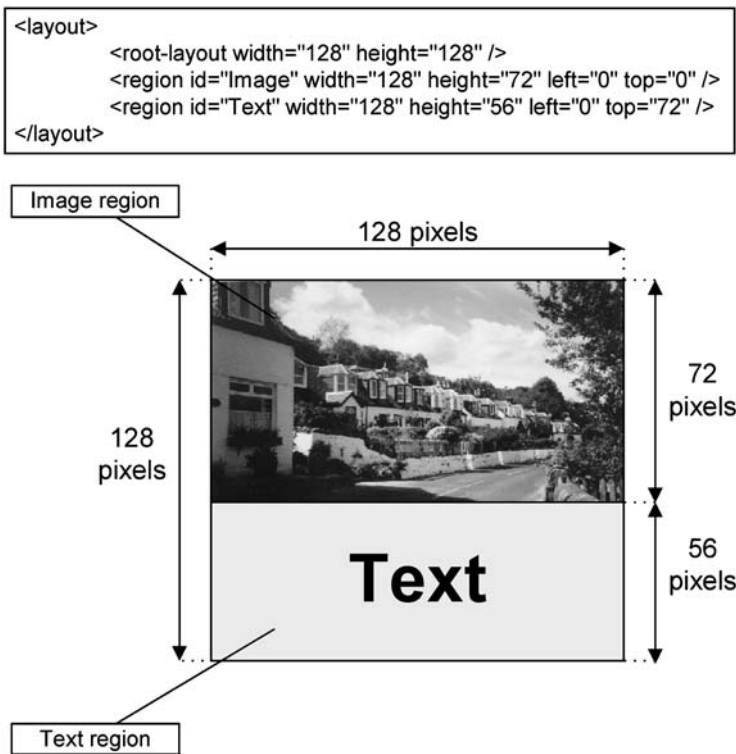 <layout>
<root-layout width="128" height="128" />
<region id="Image" width="128" height="72" left="0" top="0" />
<region id="Text" width="128" height="56" left="0" top="72" />
</layout>
Image region
128 pixels
72
pixels
128
pixels
Text
56
pixels
Text region